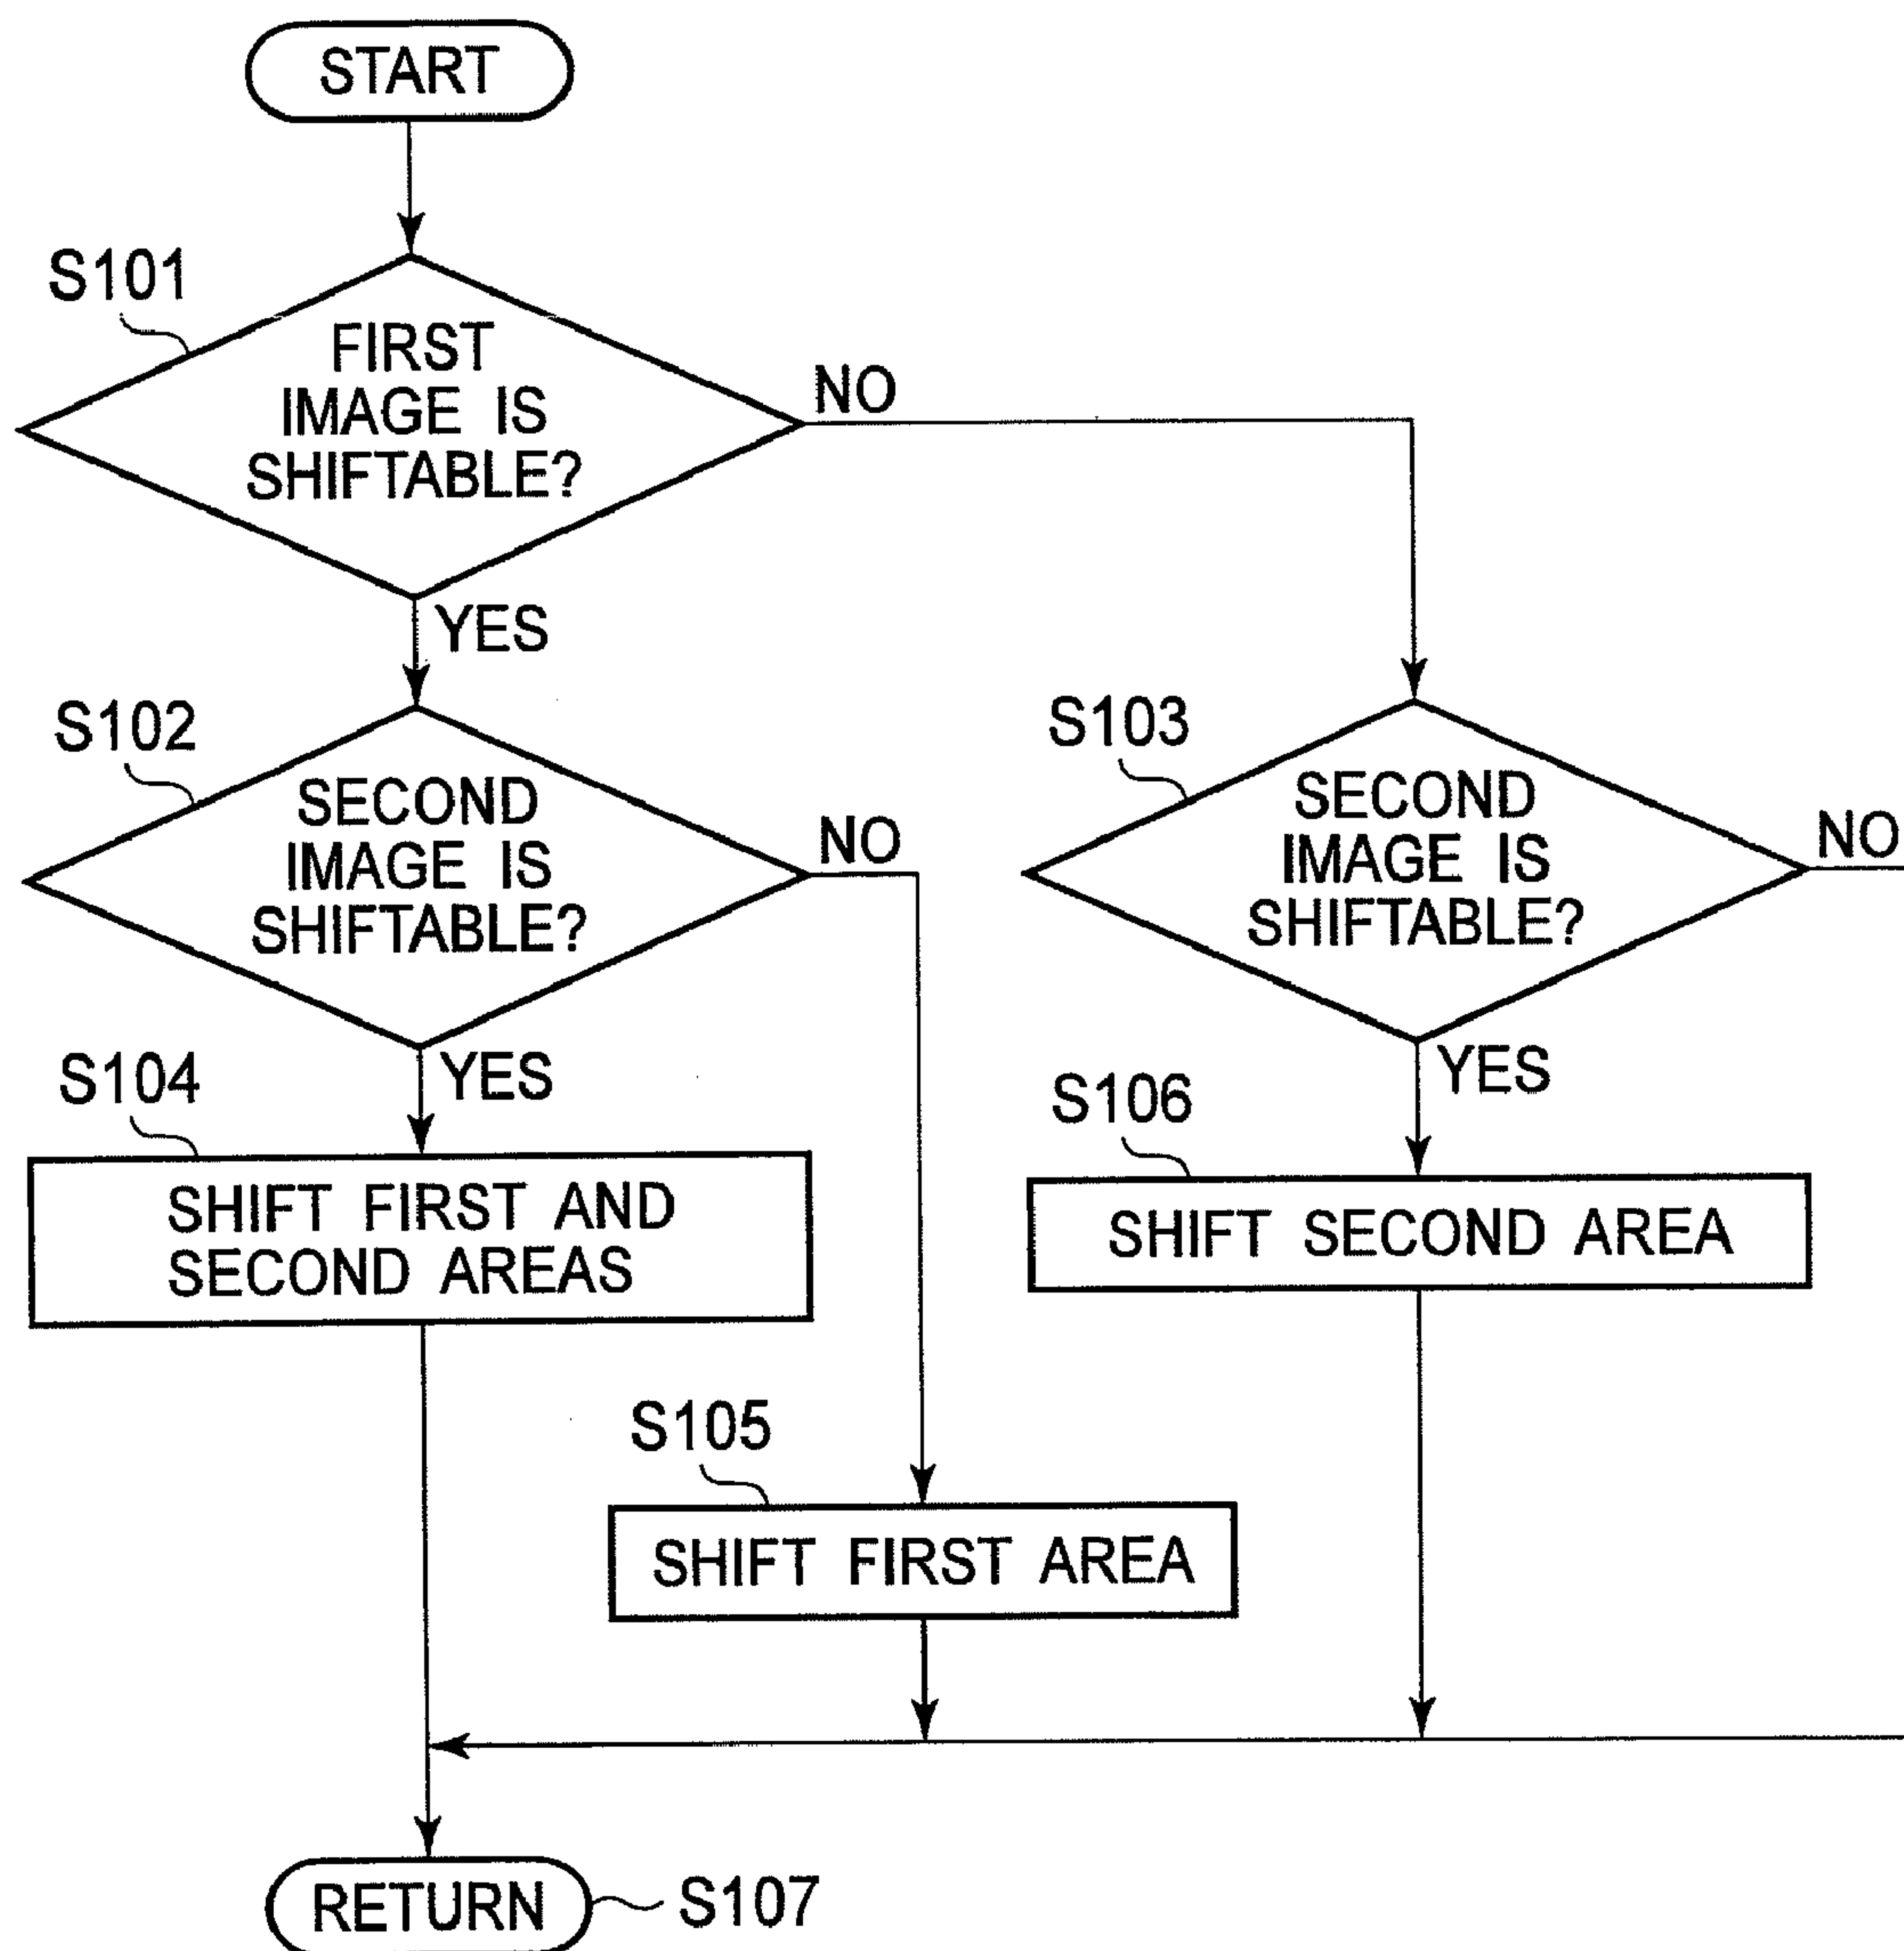 START
S101
FIRST
IMAGE IS
SHIFTABLE?
NO
YES
S102
SECOND
IMAGE IS
SHIFTABLE?
NO
S103
SECOND
IMAGE IS
SHIFTABLE?
NO
YES
YES
S104
SHIFT FIRST AND
SECOND AREAS
S106
SHIFT SECOND AREA
S105
SHIFT FIRST AREA
RETURN
S107